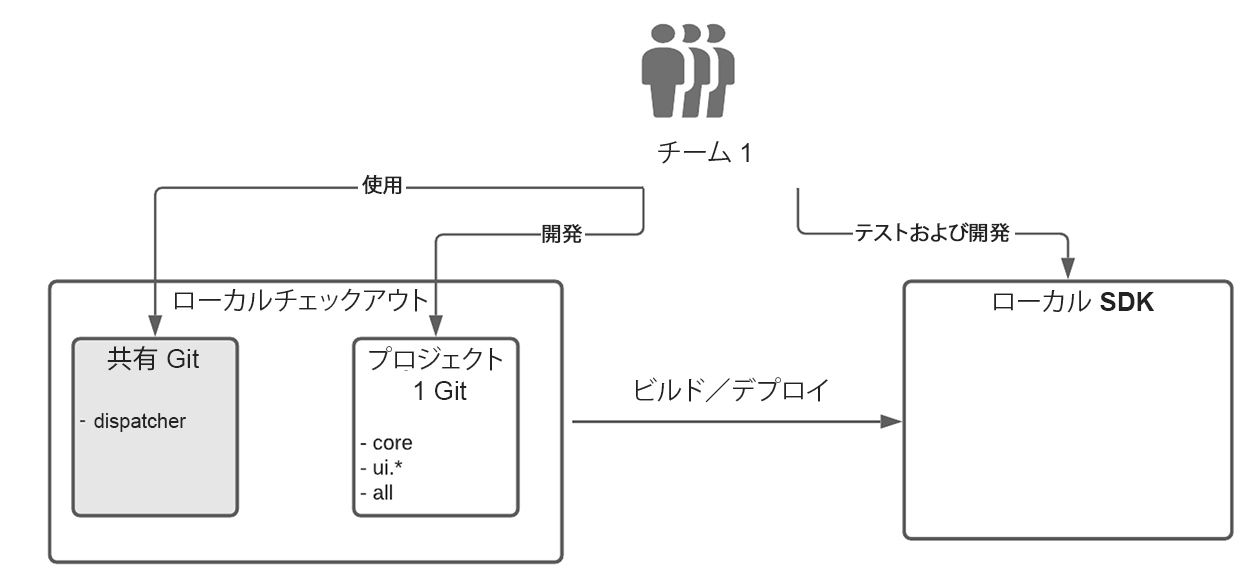 チーム 1
使用
開発
テストおよび開発
ローカルチェックアウト
共有 Git
- dispatcher
プロジェクト
1 Git
- core
- ui.*
- all
ビルド／デプロイ
ローカル SDK